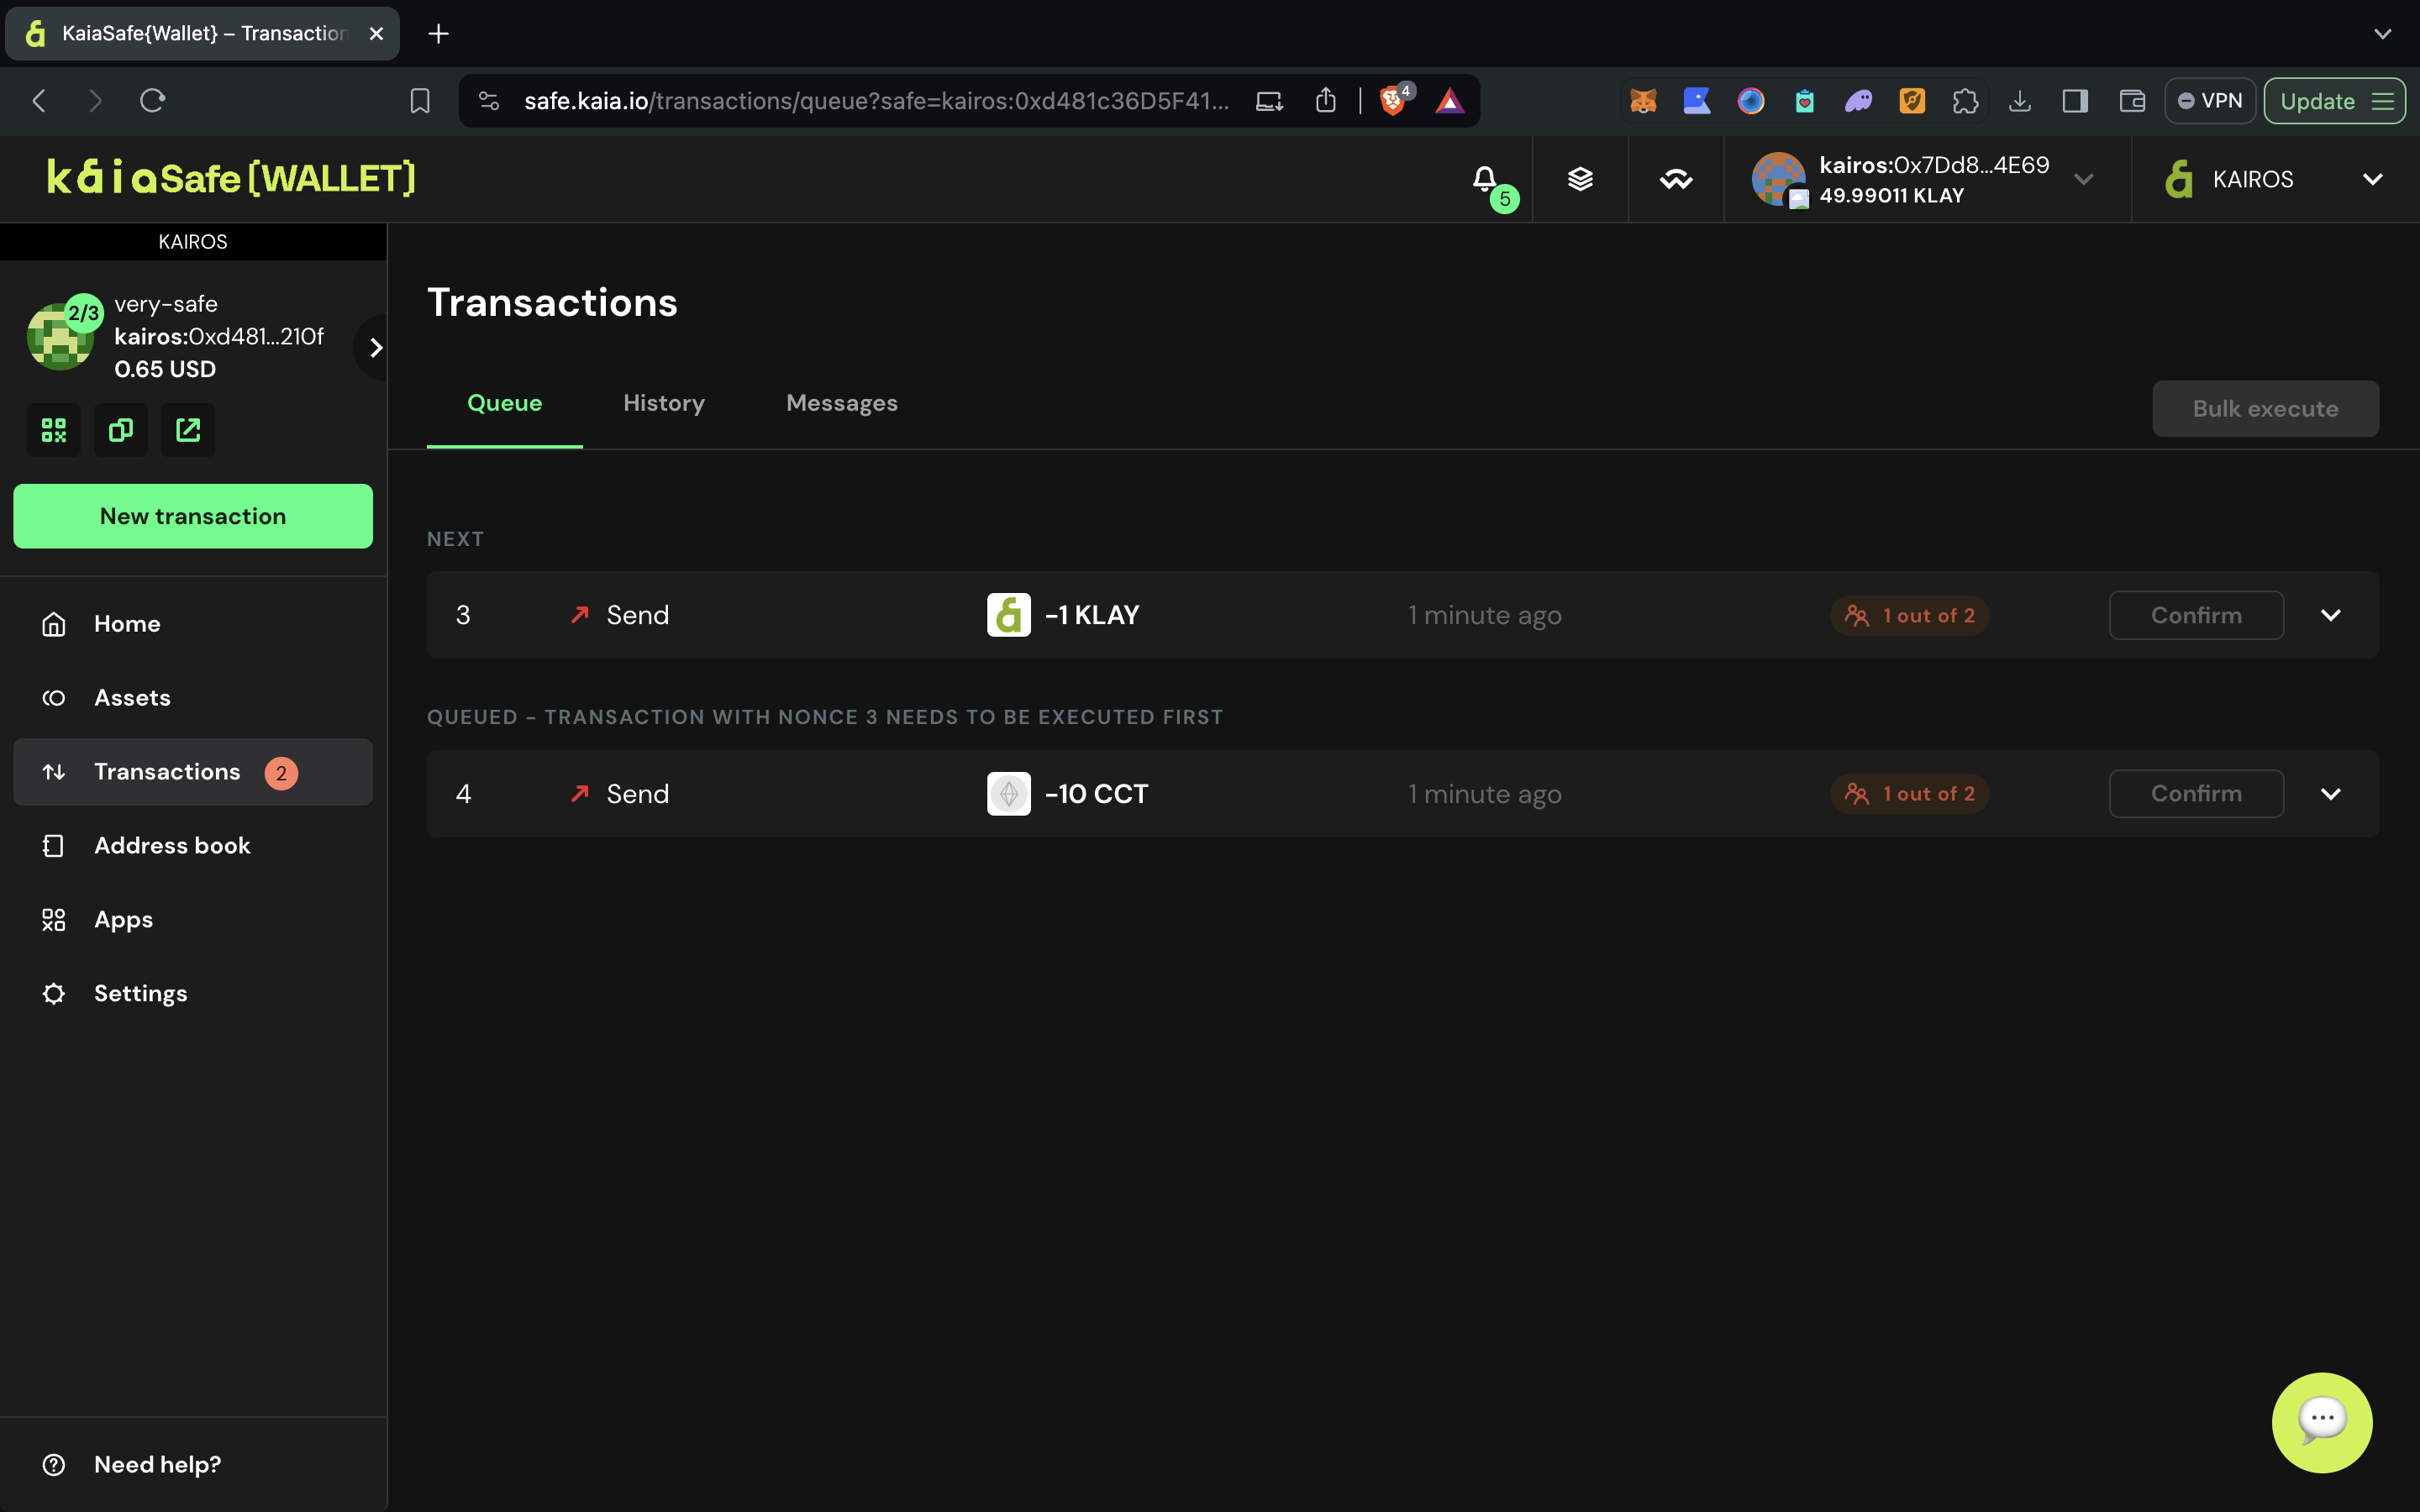 KaiaSafe{Wallet} – Transaction
safe.kaia.io/transactions/queue?safe=kairos:0xd481c36D5F41...
4
VPN
Update
kaiaSafe[WALLET]
5
kairos:0x7Dd8...4E69
49.99011 KLAY
KAIROS
KAIROS
2/3
very-safe
kairos:0xd481...210f
0.65 USD
New transaction
Home
Assets
Transactions 2
Address book
Apps
Settings
Need help?
Transactions
Queue History Messages
Bulk execute
NEXT
3 Send -1 KLAY 1 minute ago 1 out of 2 Confirm
QUEUED - TRANSACTION WITH NONCE 3 NEEDS TO BE EXECUTED FIRST
4 Send -10 CCT 1 minute ago 1 out of 2 Confirm